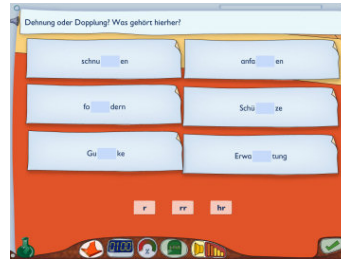 Dehnung oder Dopplung? Was gehört hierher?
schnu en
anfa en
fo dern
Schü ze
Gu ke
Erwa tung
r
rr
hr
0100